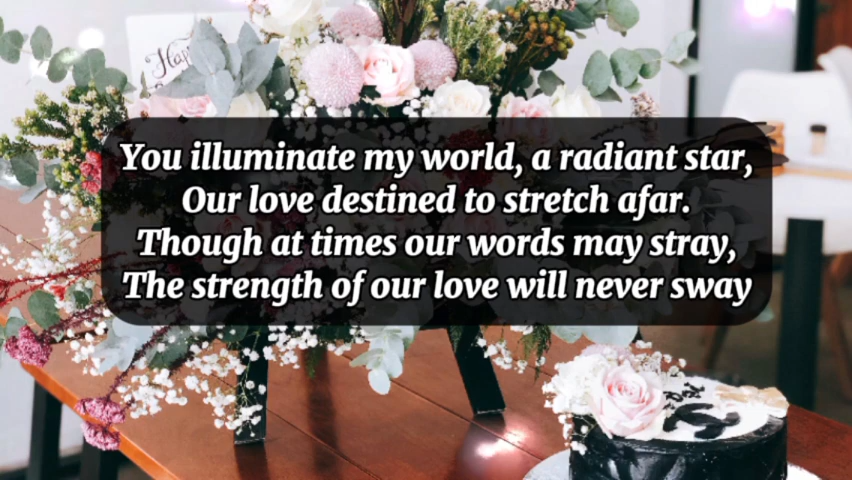 Hap
You illuminate my world, a radiant star,
Our love destined to stretch afar.
Though at times our words may stray,
The strength of our love will never sway